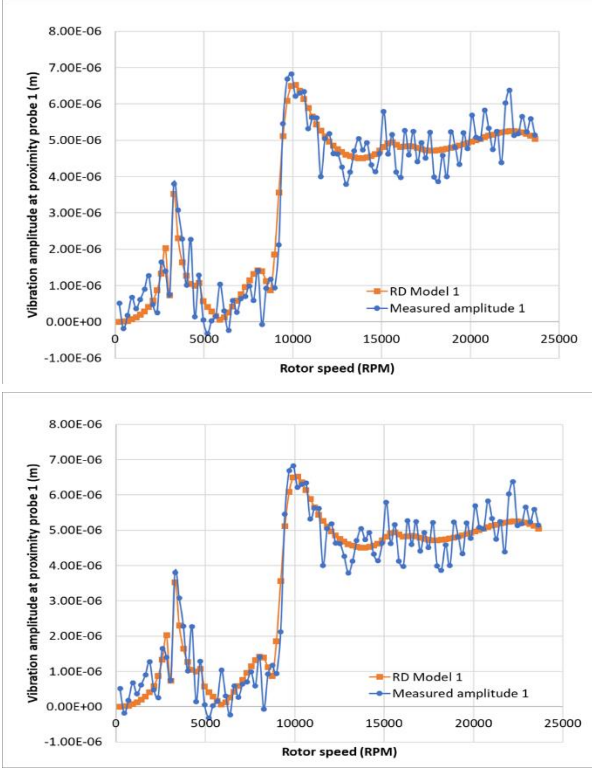 8.00E-06
7.00E-06
6.00E-06
5.00E-06
4.00E-06
3.00E-06
2.00E-06
1.00E-06
0.00E+00
-1.00E-06
Vibration amplitude at proximity probe 1 (m)
RD Model 1
Measured amplitude 1
0 5000 10000 15000 20000 25000
Rotor speed (RPM)
8.00E-06
7.00E-06
6.00E-06
5.00E-06
4.00E-06
3.00E-06
2.00E-06
1.00E-06
0.00E+00
-1.00E-06
Vibration amplitude at proximity probe 1 (m)
RD Model 1
Measured amplitude 1
0 5000 10000 15000 20000 25000
Rotor speed (RPM)